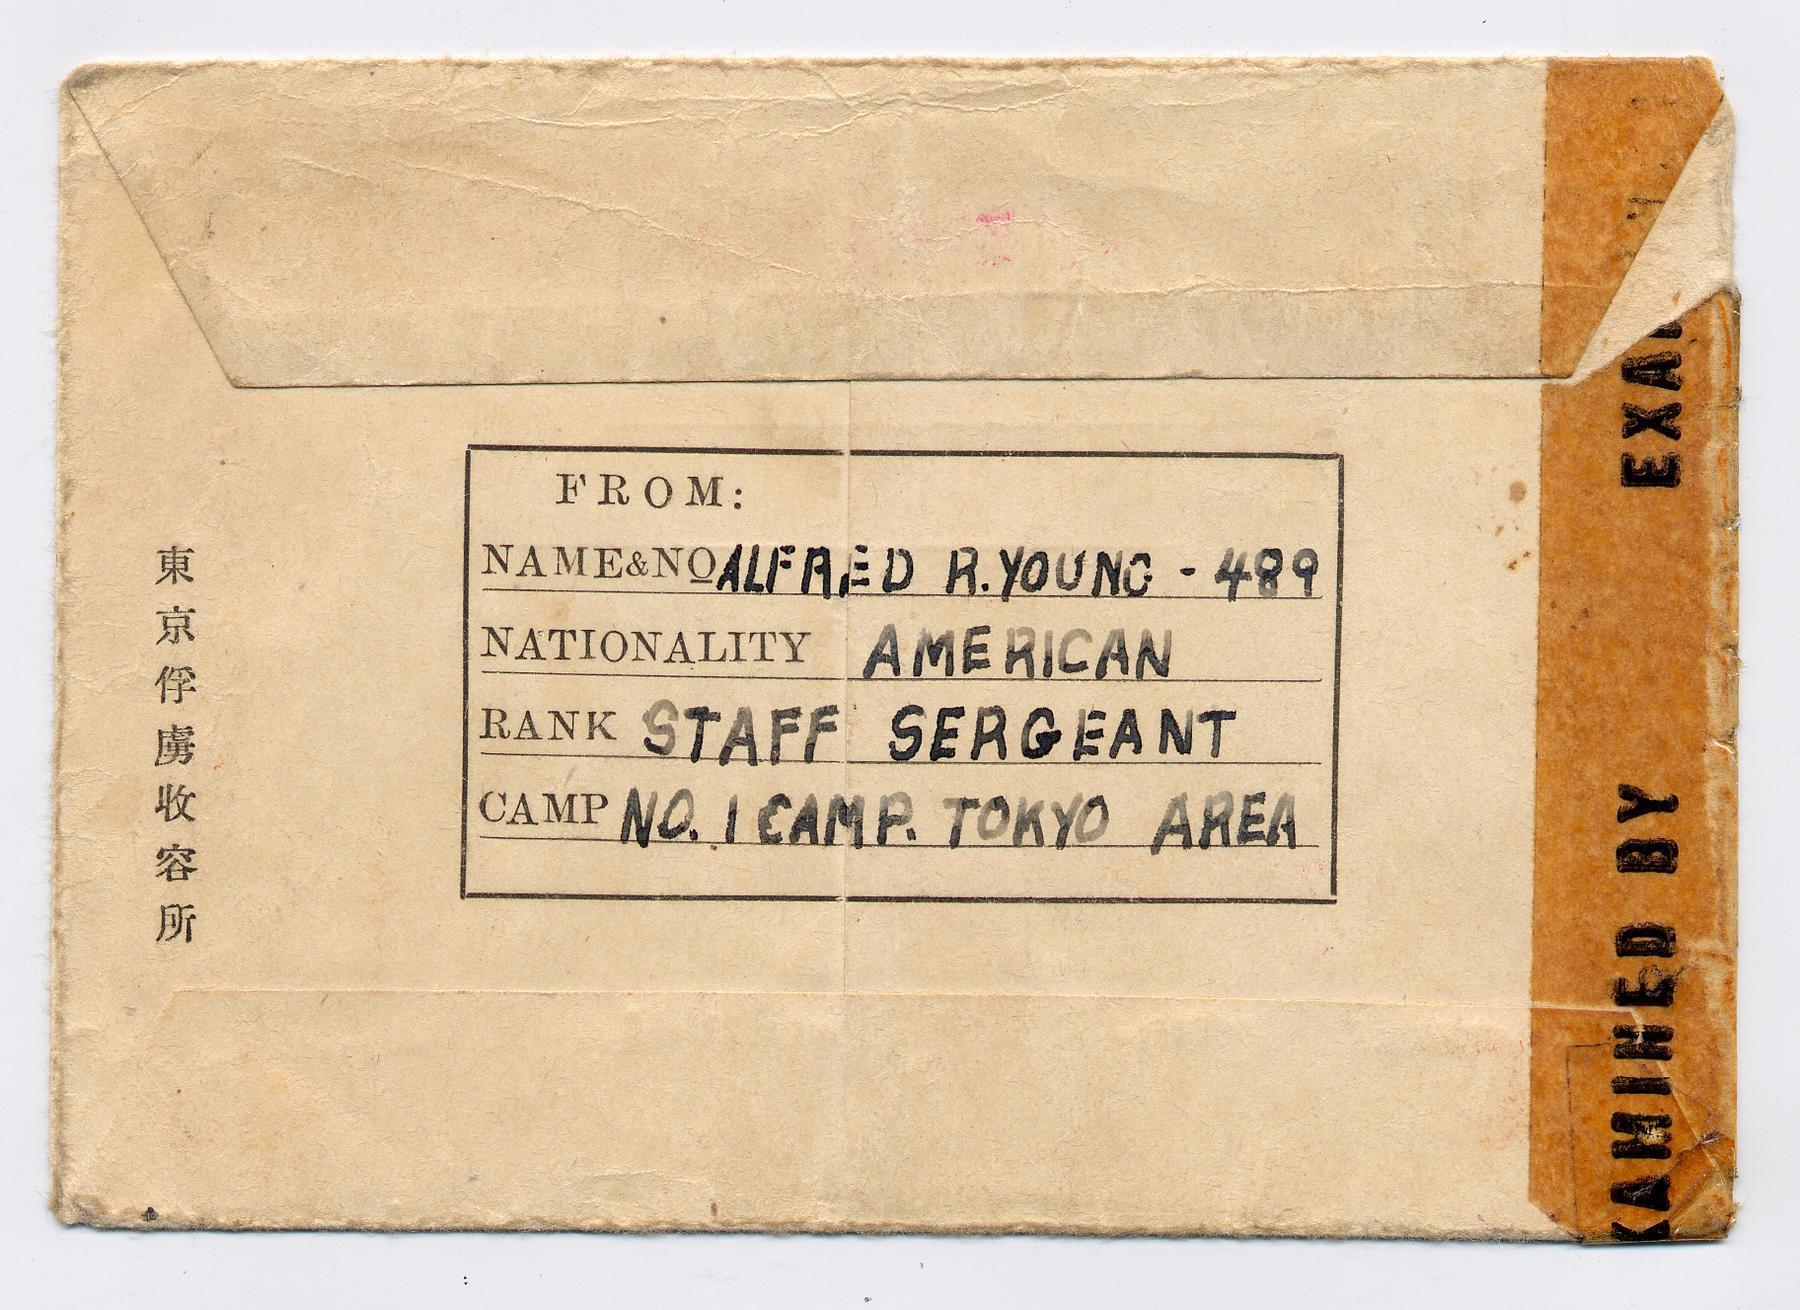 東京俘虜收容所
FROM:
NAME&NO ALFRED R. YOUNG - 489
NATIONALITY AMERICAN
RANK STAFF SERGEANT
CAMP NO. 1 CAMP. TOKYO AREA
EXAMINED BY